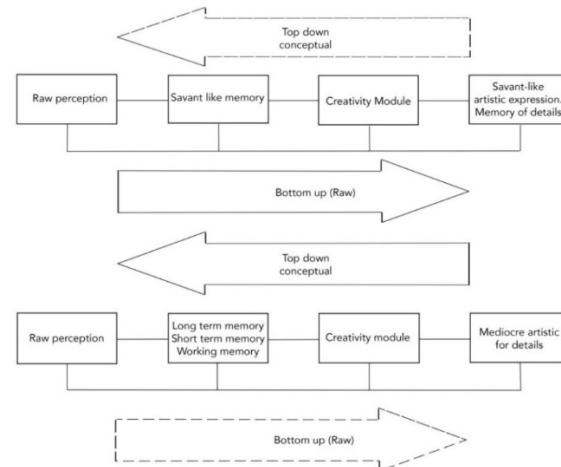 Top down
conceptual
Raw perception
Savant like memory
Creativity Module
Savant-like
artistic expression.
Memory of details
Bottom up (Raw)
Top down
conceptual
Raw perception
Long term memory
Short term memory
Working memory
Creativity module
Mediocre artistic
for details
Bottom up (Raw)